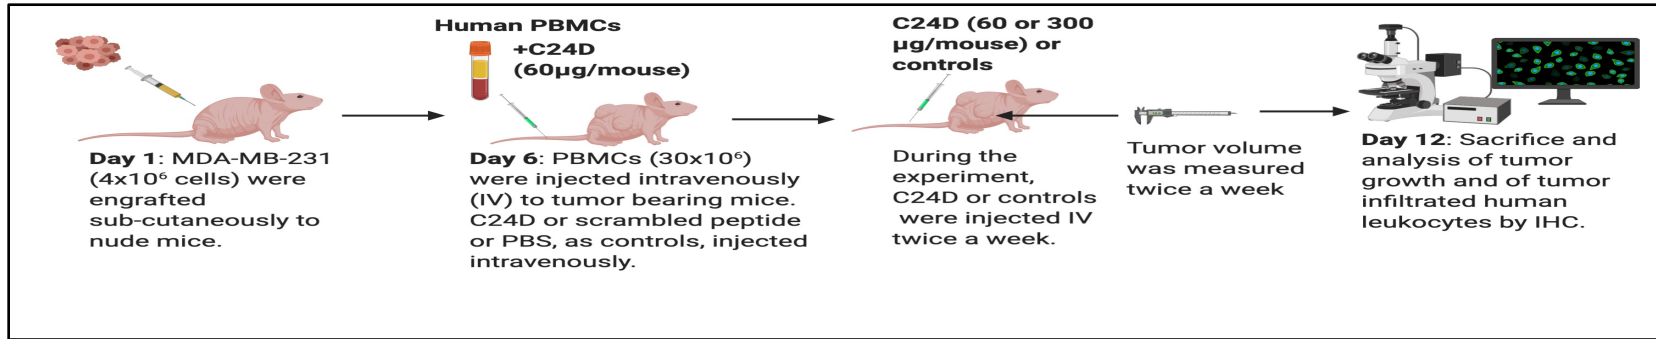 Human PBMCs
+C24D
(60µg/mouse)
C24D (60 or 300
µg/mouse) or
controls
Day 1: MDA-MB-231
(4x10⁶ cells) were
engrafted
sub-cutaneously to
nude mice.
Day 6: PBMCs (30x10⁶)
were injected intravenously
(IV) to tumor bearing mice.
C24D or scrambled peptide
or PBS, as controls, injected
intravenously.
During the
experiment,
C24D or controls
were injected IV
twice a week.
Tumor volume
was measured
twice a week
Day 12: Sacrifice and
analysis of tumor
growth and of tumor
infiltrated human
leukocytes by IHC.